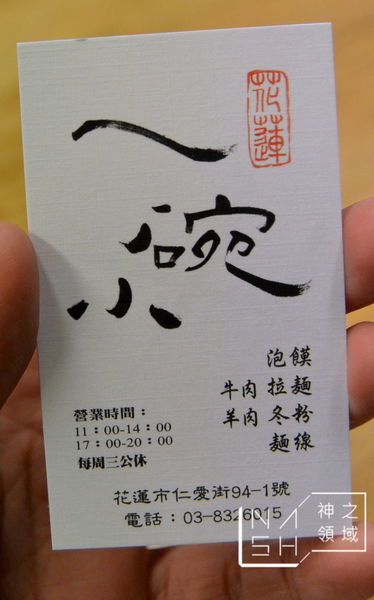 花蓮
一
碗
小
泡饃
牛肉 拉麵
羊肉 冬粉
麵線
營業時間：
11：00-14：00
17：00-20：00
每周三公休
花蓮市仁愛街94-1號
電話：
神之
領域